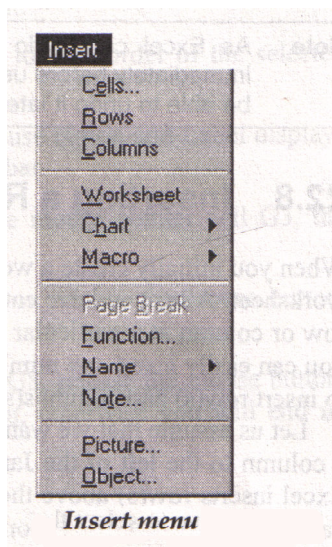 Insert
Cells...
Rows
Columns
Worksheet
Chart
Macro
Page Break
Function...
Name
Note...
Picture...
Object...
Insert menu